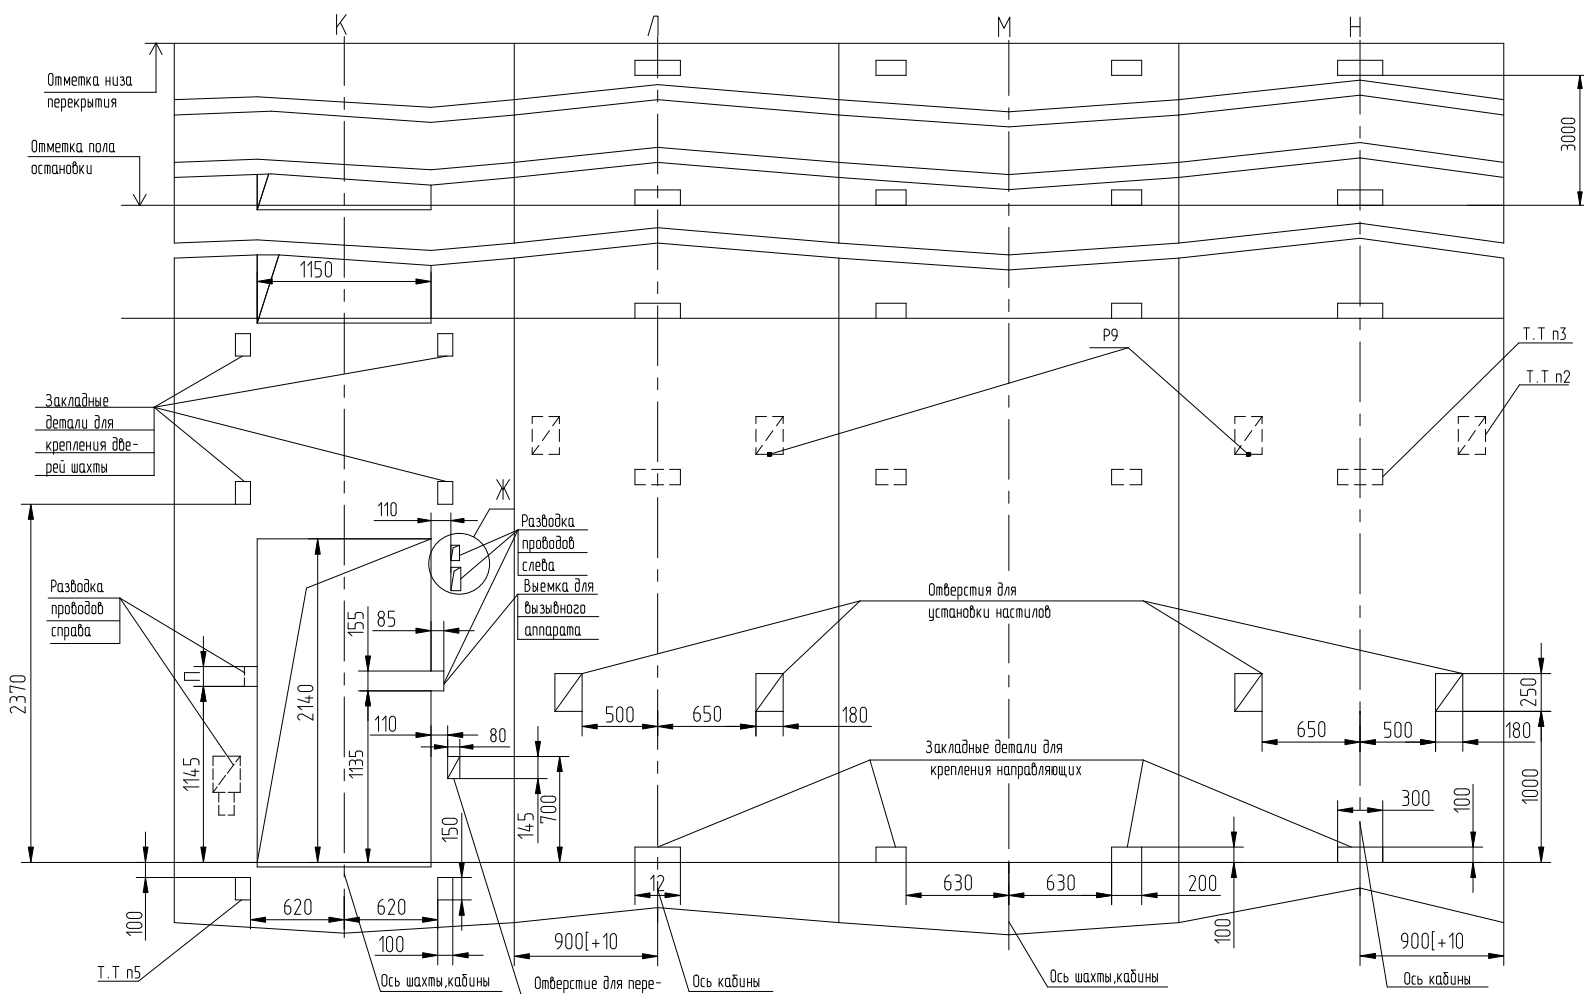 К
Л
М
Н
Отметка низа
перекрытия
3000
Отметка пола
остановки
1150
Р9
Т.Т п3
Т.Т п2
Закладные
детали для
крепления две-
рей шахты
Ж
110
Разводка
проводов
слева
Выемка для
вызывного
аппарата
Разводка
проводов
справа
Отверстия для
установки настилов
155
85
П
2370
2140
1145
1135
110
80
145
700
150
500
650
180
650
500
180
250
1000
Закладные детали для
крепления направляющих
300
100
12
630
630
200
100
100
620
620
100
900[+10
900[+10
Т.Т п5
Ось шахты,кабины
Отверстие для пере-
Ось кабины
Ось шахты,кабины
Ось кабины